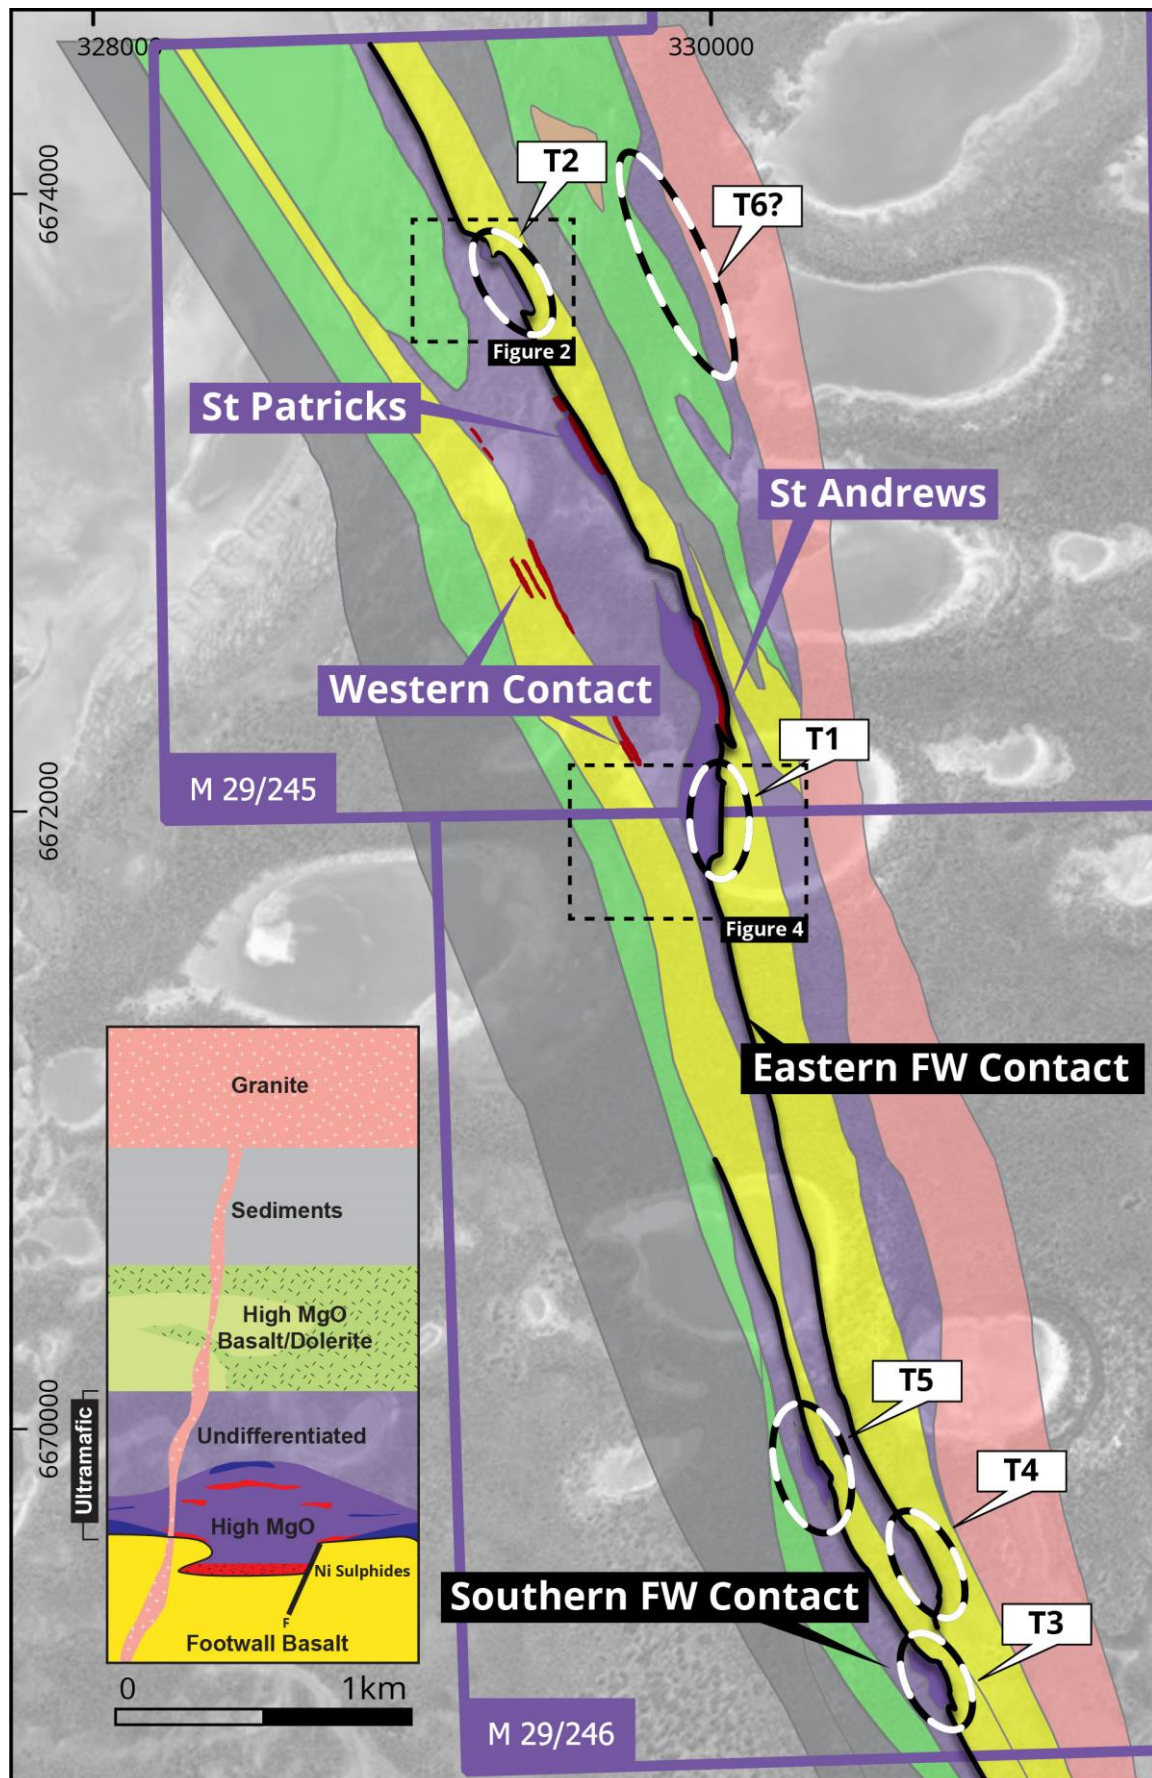 328000
330000
6674000
T2
T6?
Figure 2
St Patricks
St Andrews
Western Contact
T1
M 29/245
6672000
Figure 4
Eastern FW Contact
Granite
Sediments
High MgO
Basalt/Dolerite
6670000
Ultramafic
Undifferentiated
High MgO
Ni Sulphides
F
Footwall Basalt
T5
T4
Southern FW Contact
T3
0 1km
M 29/246